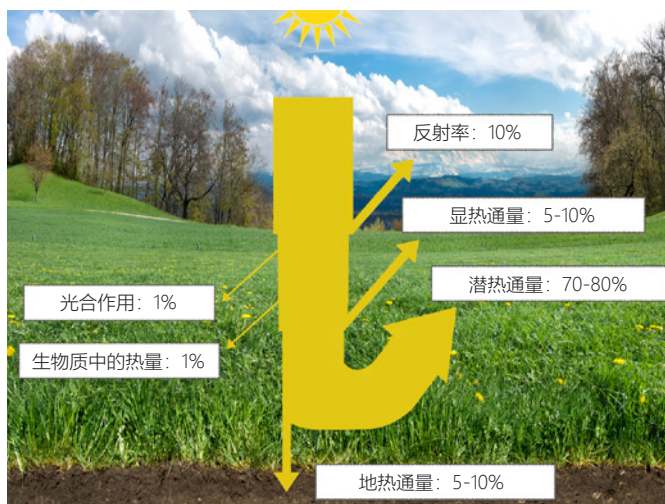 反射率：10%
显热通量：5-10%
潜热通量：70-80%
光合作用：1%
生物质中的热量：1%
地热通量：5-10%